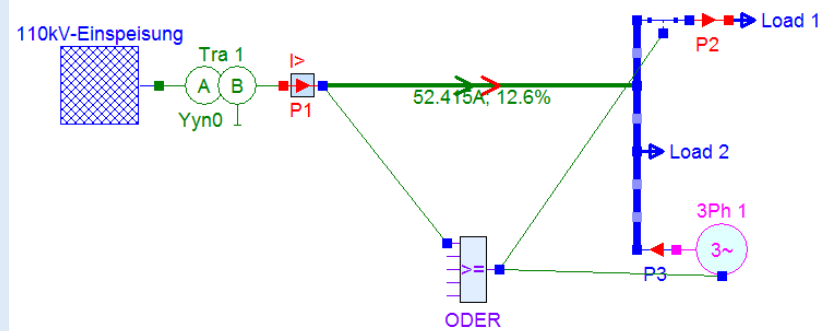 110kV-Einspeisung
Tra 1
A
B
Yyn0
I>
P1
52.415A, 12.6%
P2
Load 1
Load 2
3Ph 1
3~
P3
>=
ODER